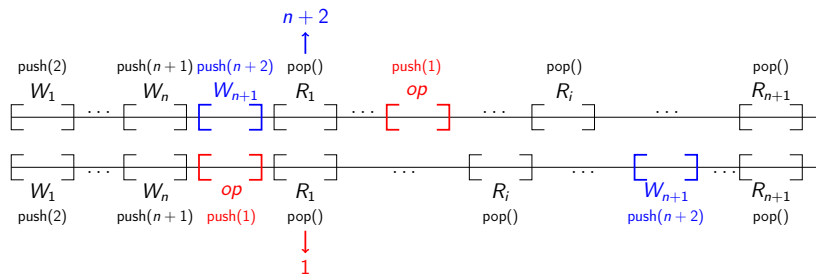 n + 2
push(2) push(n + 1) push(n + 2) pop() push(1) pop() pop()
W₁ ... Wₙ Wₙ₊₁ R₁ ... op ... Rᵢ ... Rₙ₊₁
... ... ... ...
W₁ Wₙ op R₁ Rᵢ Wₙ₊₁ Rₙ₊₁
push(2) push(n + 1) push(1) pop() pop() push(n + 2) pop()
1